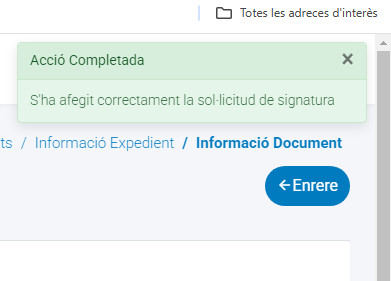 Totes les adreces d'interès
Acció Completada ×
S'ha afegit correctament la sol·licitud de signatura
ts / Informació Expedient / Informació Document
←Enrere